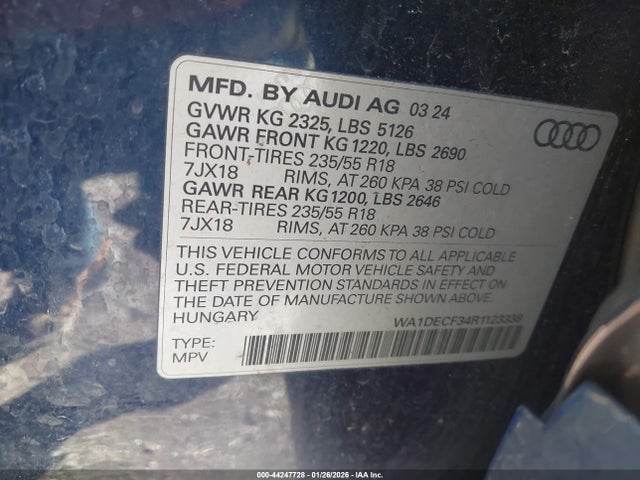 MFD. BY AUDI AG 03 24
GVWR KG 2325, LBS 5126
GAWR FRONT KG 1220, LBS 2690
FRONT-TIRES 235/55 R18
7JX18 RIMS, AT 260 KPA 38 PSI COLD
GAWR REAR KG 1200, LBS 2646
REAR-TIRES 235/55 R18
7JX18 RIMS, AT 260 KPA 38 PSI COLD
THIS VEHICLE CONFORMS TO ALL APPLICABLE
U.S. FEDERAL MOTOR VEHICLE SAFETY AND
THEFT PREVENTION STANDARDS IN EFFECT ON
THE DATE OF MANUFACTURE SHOWN ABOVE
HUNGARY WA1DECF34R1123338
TYPE:
MPV
000-44247728 - 01/26/2026 - IAA Inc.